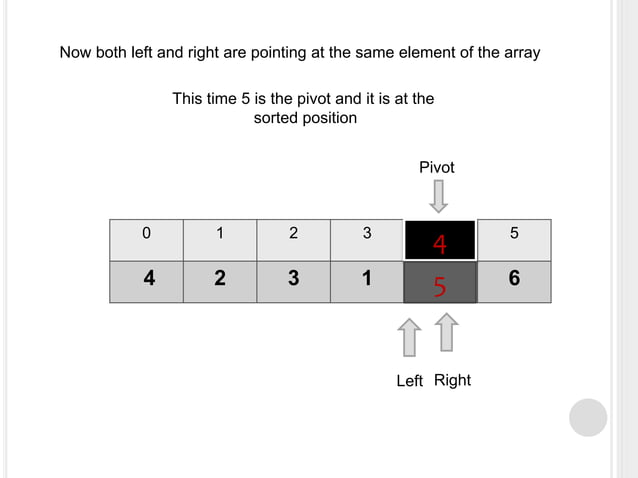 Now both left and right are pointing at the same element of the array
This time 5 is the pivot and it is at the
sorted position
Pivot
0 1 2 3 4 5
4 2 3 1 5 6
Left Right